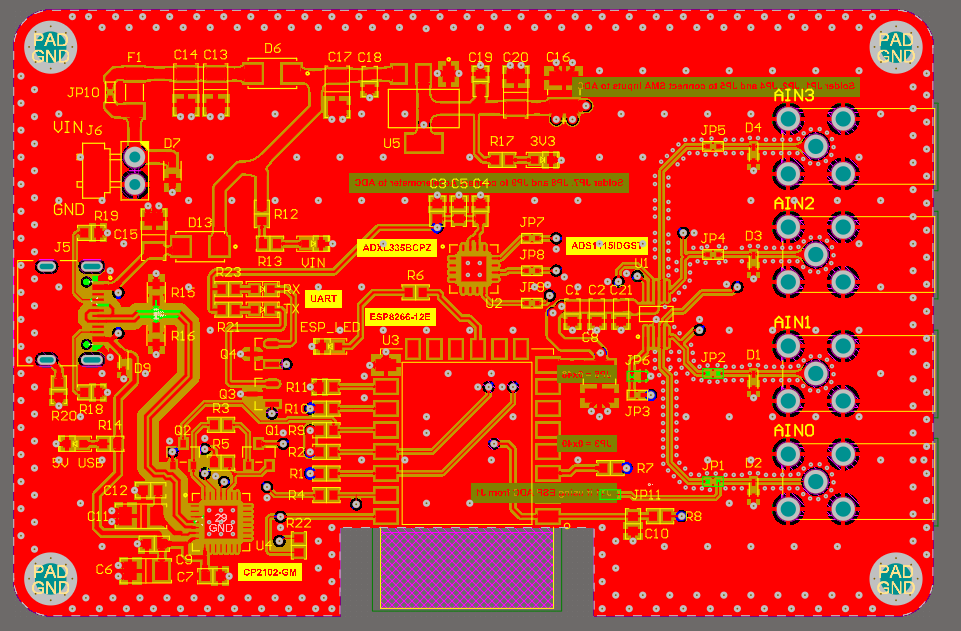 PAD
GND
PAD
GND
F1
C14 C13
D6
C17 C18
C19 C20 C16
Solder JP1, JP2, JP4 and JP5 to connect SMA inputs to ADC
AIN3
JP10
VIN
J6
D7
U5
R17 3V3
JP5 D4
Solder JP7, JP8 and JP9 to connect accelerometer to ADC
C3 C5 C4
AIN2
GND
R19
C15
D13
R12
JP7
JP4 D3
J5
ADXL335BCPZ
ADS1115IDGST
R13 VIN
JP8
U1
R23
RX
R6
U2
JP9
C1 C2 C21
R15
UART
TX
R21
ESP8266-12E
AIN1
R16
ESP_LED
U3
C8
Q4
JP6
JP2 D1
D9
R11
Q3
R20 R18
R3
R10
JP3
R14
Q2
Q1
R9
JP3 = 0x49
AIN0
5V USB
R5
R2
R1
R7
JP1 D2
C12
R4
JP11
C11
29
GND
R22
R8
U4
C10
C9
C6
C7
CP2102-GM
PAD
GND
PAD
GND